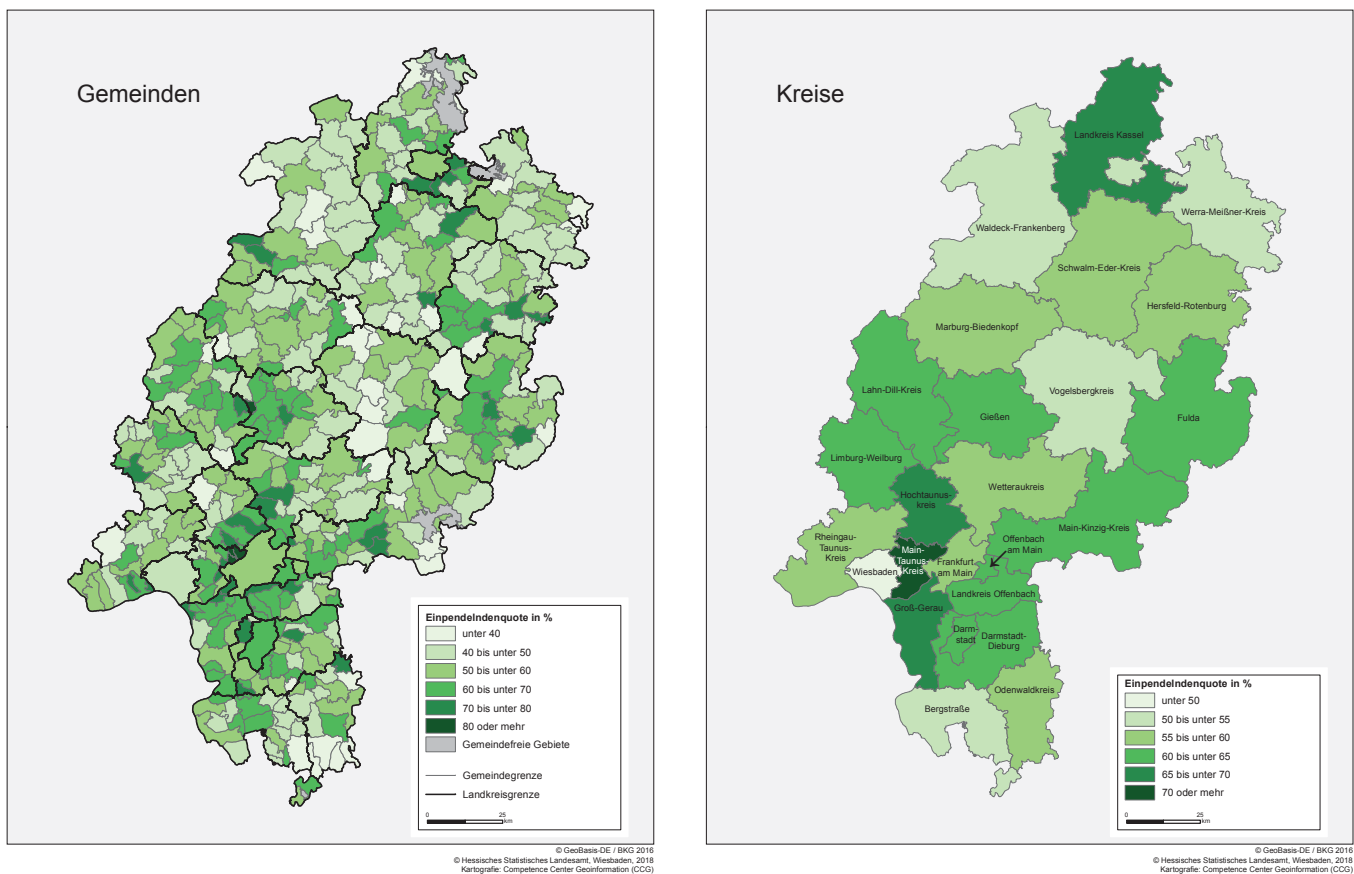 Gemeinden
Einpendelndenquote in %
unter 40
40 bis unter 50
50 bis unter 60
60 bis unter 70
70 bis unter 80
80 oder mehr
Gemeindefreie Gebiete
Gemeindegrenze
Landkreisgrenze
0 25
km
© GeoBasis-DE / BKG 2016
© Hessisches Statistisches Landesamt, Wiesbaden, 2018
Kartografie: Competence Center Geoinformation (CCG)
Kreise
Landkreis Kassel
Werra-Meißner-Kreis
Waldeck-Frankenberg
Schwalm-Eder-Kreis
Hersfeld-Rotenburg
Marburg-Biedenkopf
Lahn-Dill-Kreis
Vogelsbergkreis
Gießen
Fulda
Limburg-Weilburg
Wetteraukreis
Hochtaunus-
kreis
Main-Kinzig-Kreis
Rheingau-
Taunus-
Kreis
Offenbach
am Main
Main-
Taunus-
Kreis
Frankfurt
am Main
Wiesbaden
Landkreis Offenbach
Groß-Gerau
Darm-
stadt
Darmstadt-
Dieburg
Odenwaldkreis
Bergstraße
Einpendelndenquote in %
unter 50
50 bis unter 55
55 bis unter 60
60 bis unter 65
65 bis unter 70
70 oder mehr
0 25
km
© GeoBasis-DE / BKG 2016
© Hessisches Statistisches Landesamt, Wiesbaden, 2018
Kartografie: Competence Center Geoinformation (CCG)